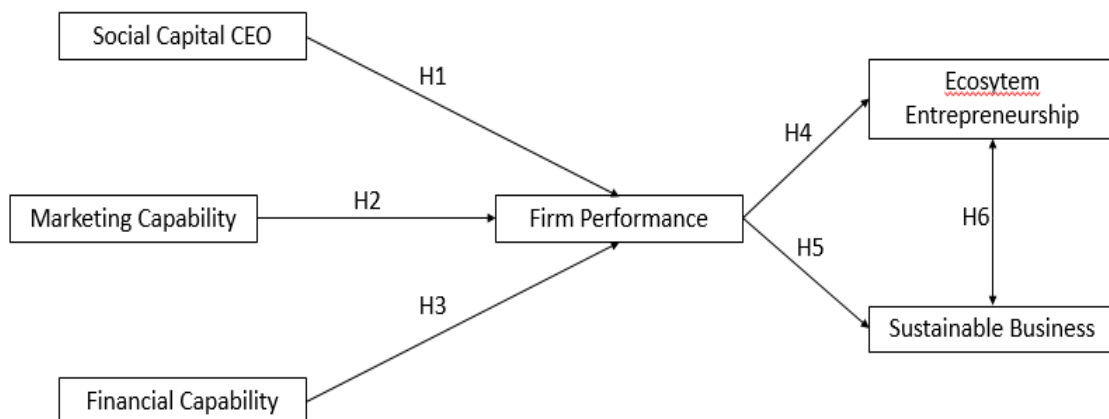 Social Capital CEO
H1
Ecosytem
Entrepreneurship
H4
Marketing Capability
H2
Firm Performance
H6
H5
H3
Sustainable Business
Financial Capability